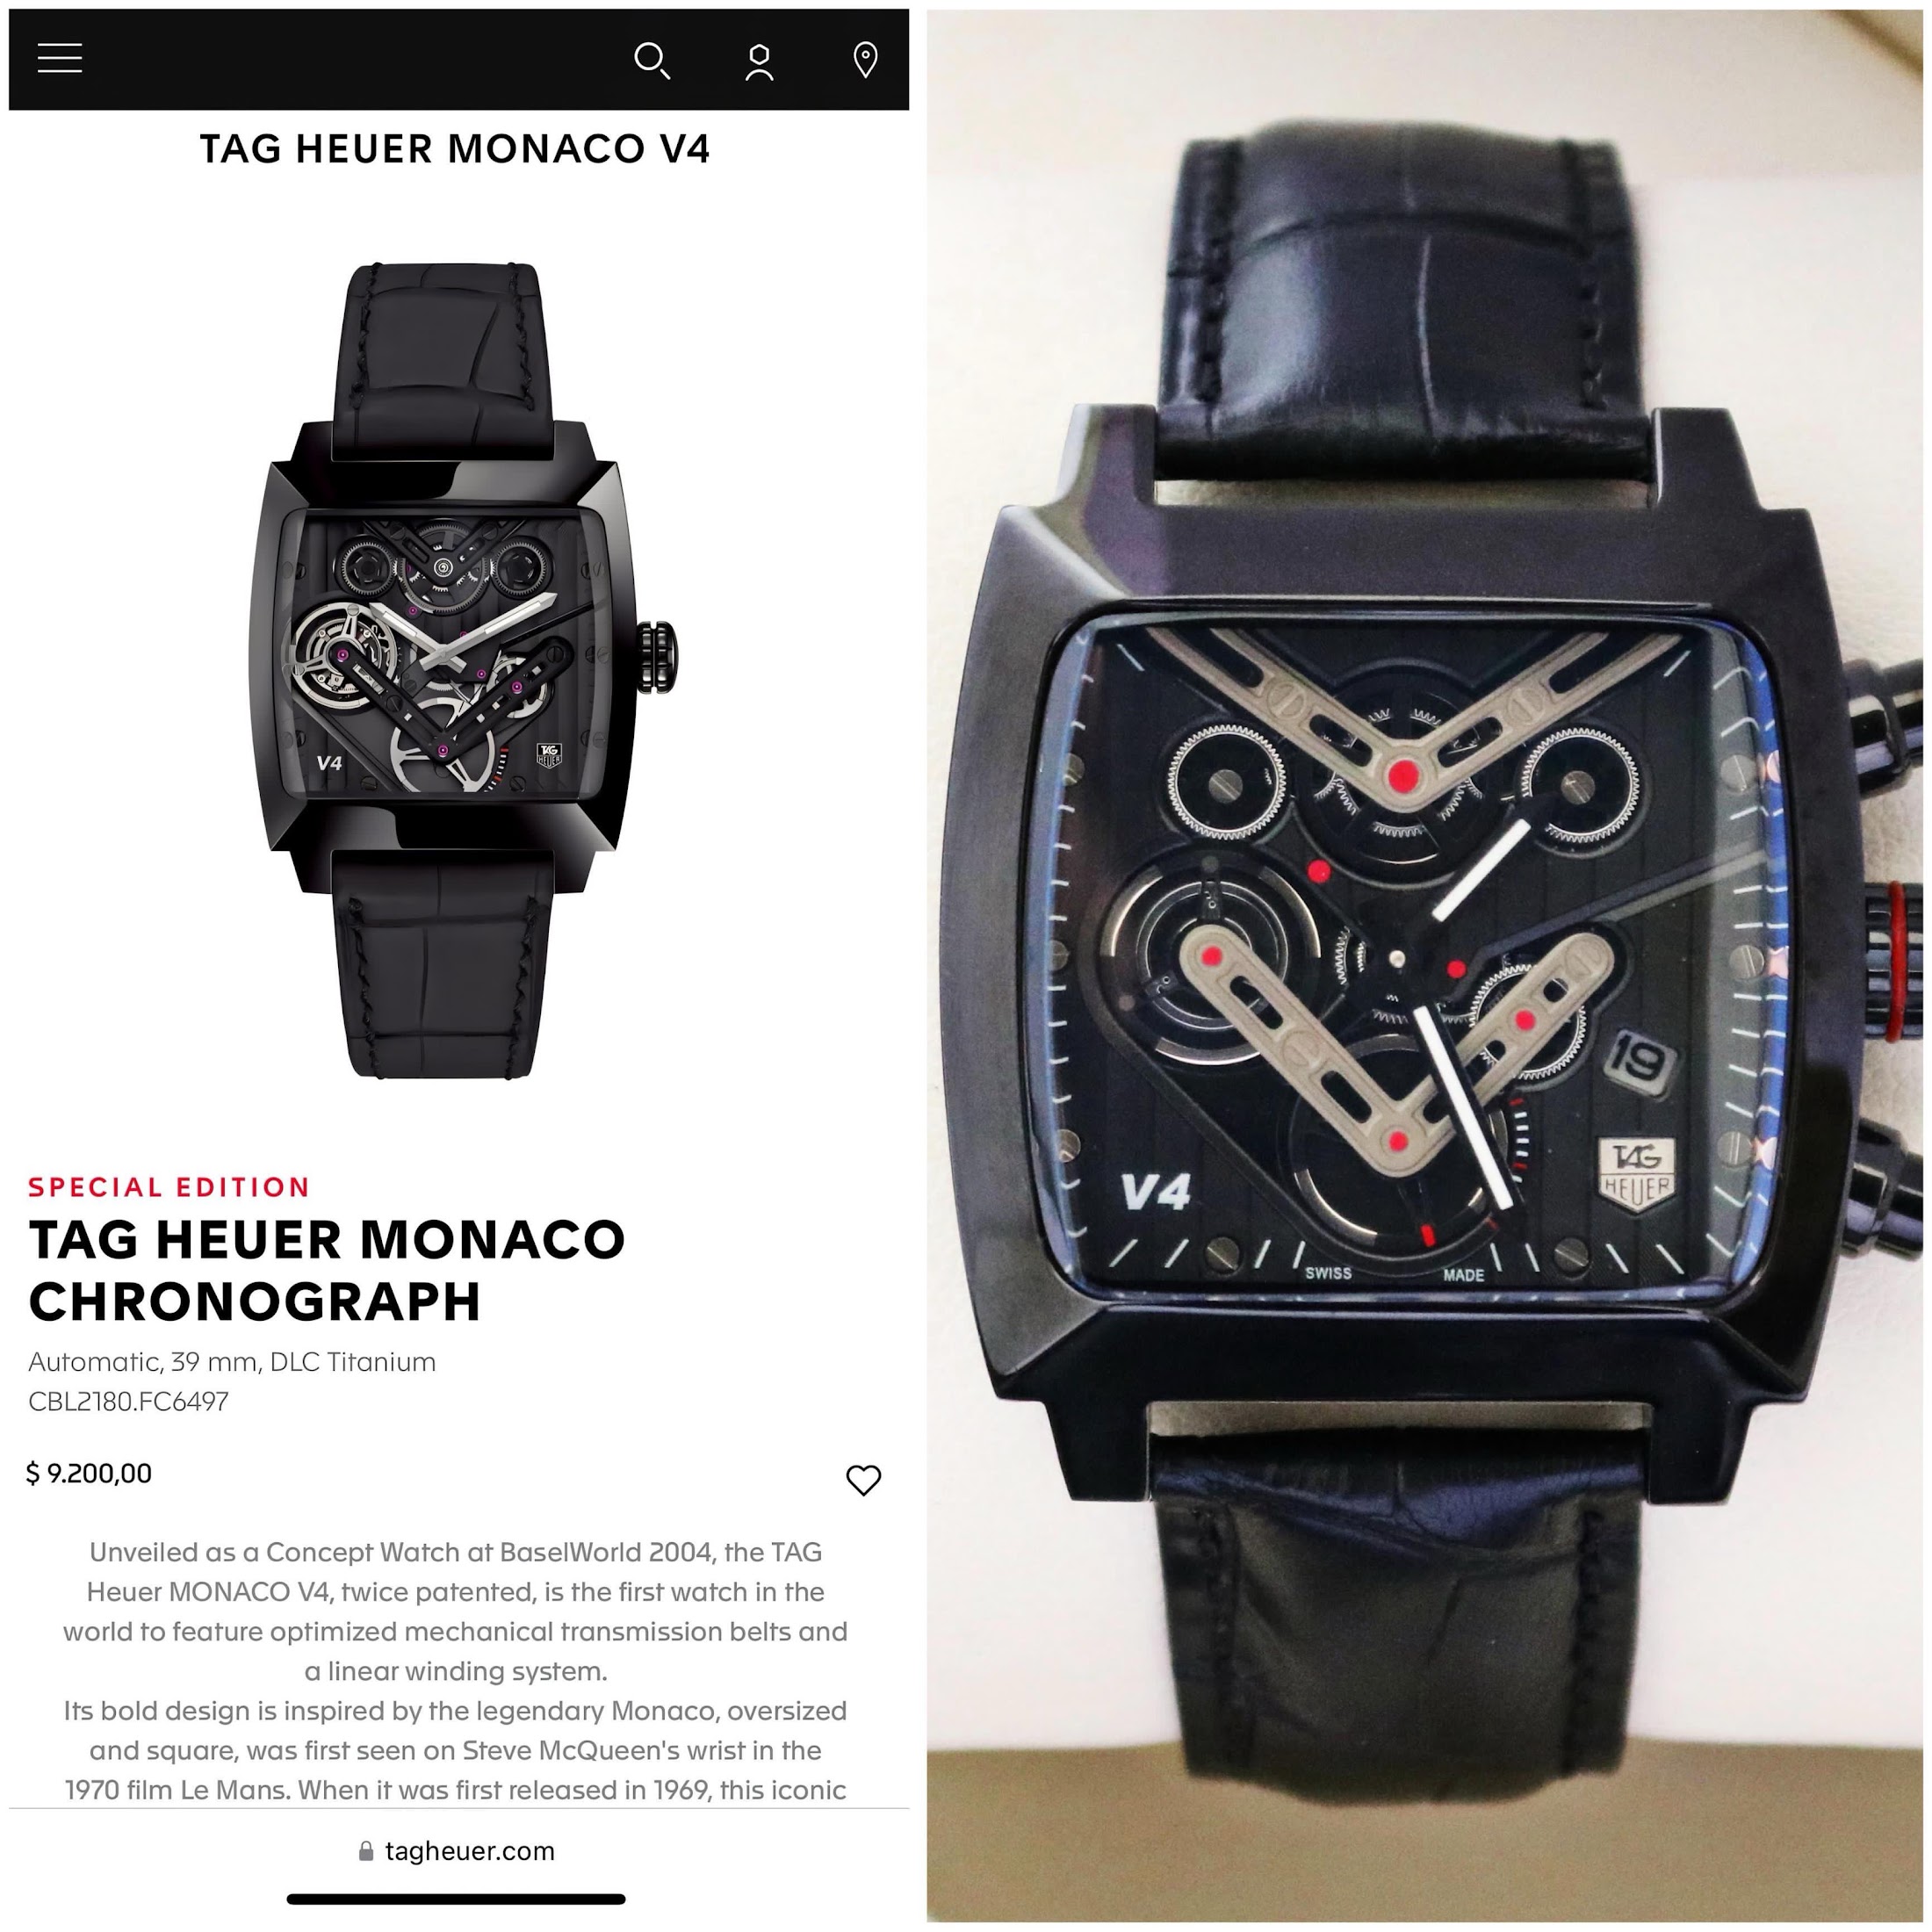 TAG HEUER MONACO V4
V4
TAG
HEUER
SPECIAL EDITION
TAG HEUER MONACO
CHRONOGRAPH
Automatic, 39 mm, DLC Titanium
CBL2180.FC6497
$ 9.200,00
Unveiled as a Concept Watch at BaselWorld 2004, the TAG
Heuer MONACO V4, twice patented, is the first watch in the
world to feature optimized mechanical transmission belts and
a linear winding system.
Its bold design is inspired by the legendary Monaco, oversized
and square, was first seen on Steve McQueen's wrist in the
1970 film Le Mans. When it was first released in 1969, this iconic
tagheuer.com
19
V4
TAG
HEUER
SWISS MADE